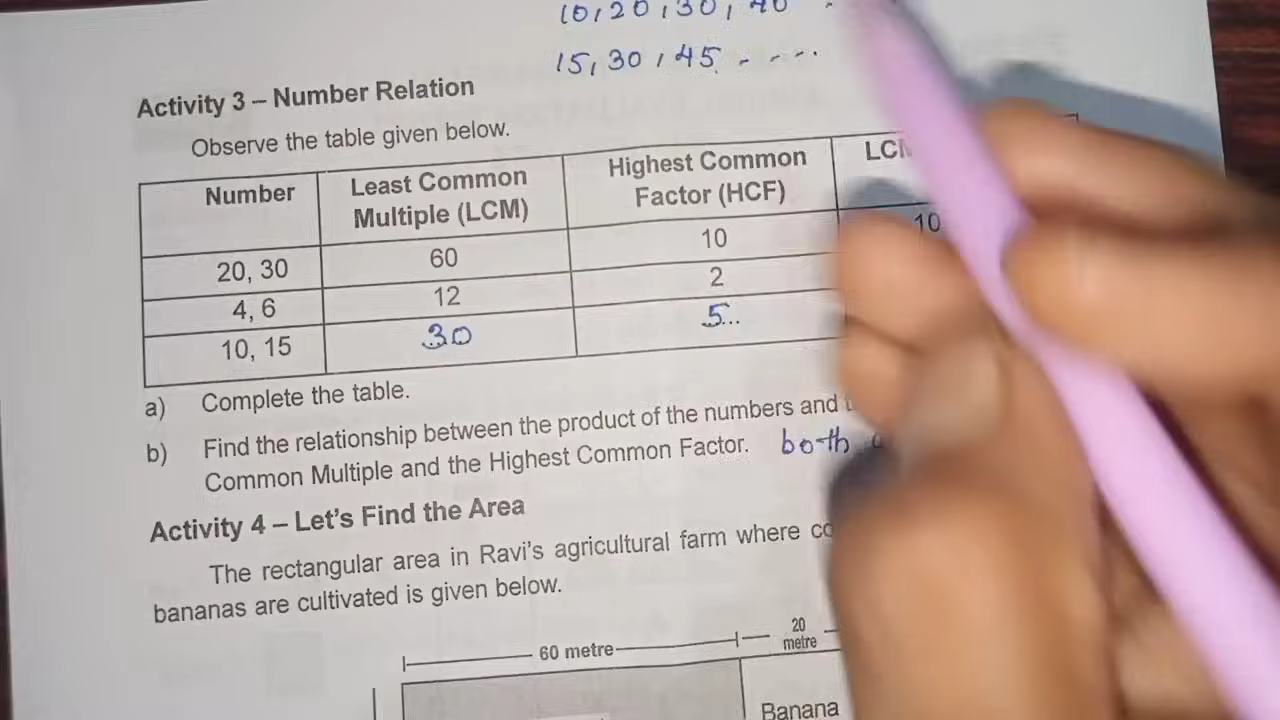 10, 20, 30, 40
15, 30, 45 - - - .
Activity 3 – Number Relation
Observe the table given below.
Number Least Common Multiple (LCM) Highest Common Factor (HCF)
20, 30 60 10 10
4, 6 12 2
10, 15 30 5
a) Complete the table.
b) Find the relationship between the product of the numbers and
Common Multiple and the Highest Common Factor. both
Activity 4 – Let's Find the Area
The rectangular area in Ravi's agricultural farm where
bananas are cultivated is given below.
60 metre 20 metre
Banana